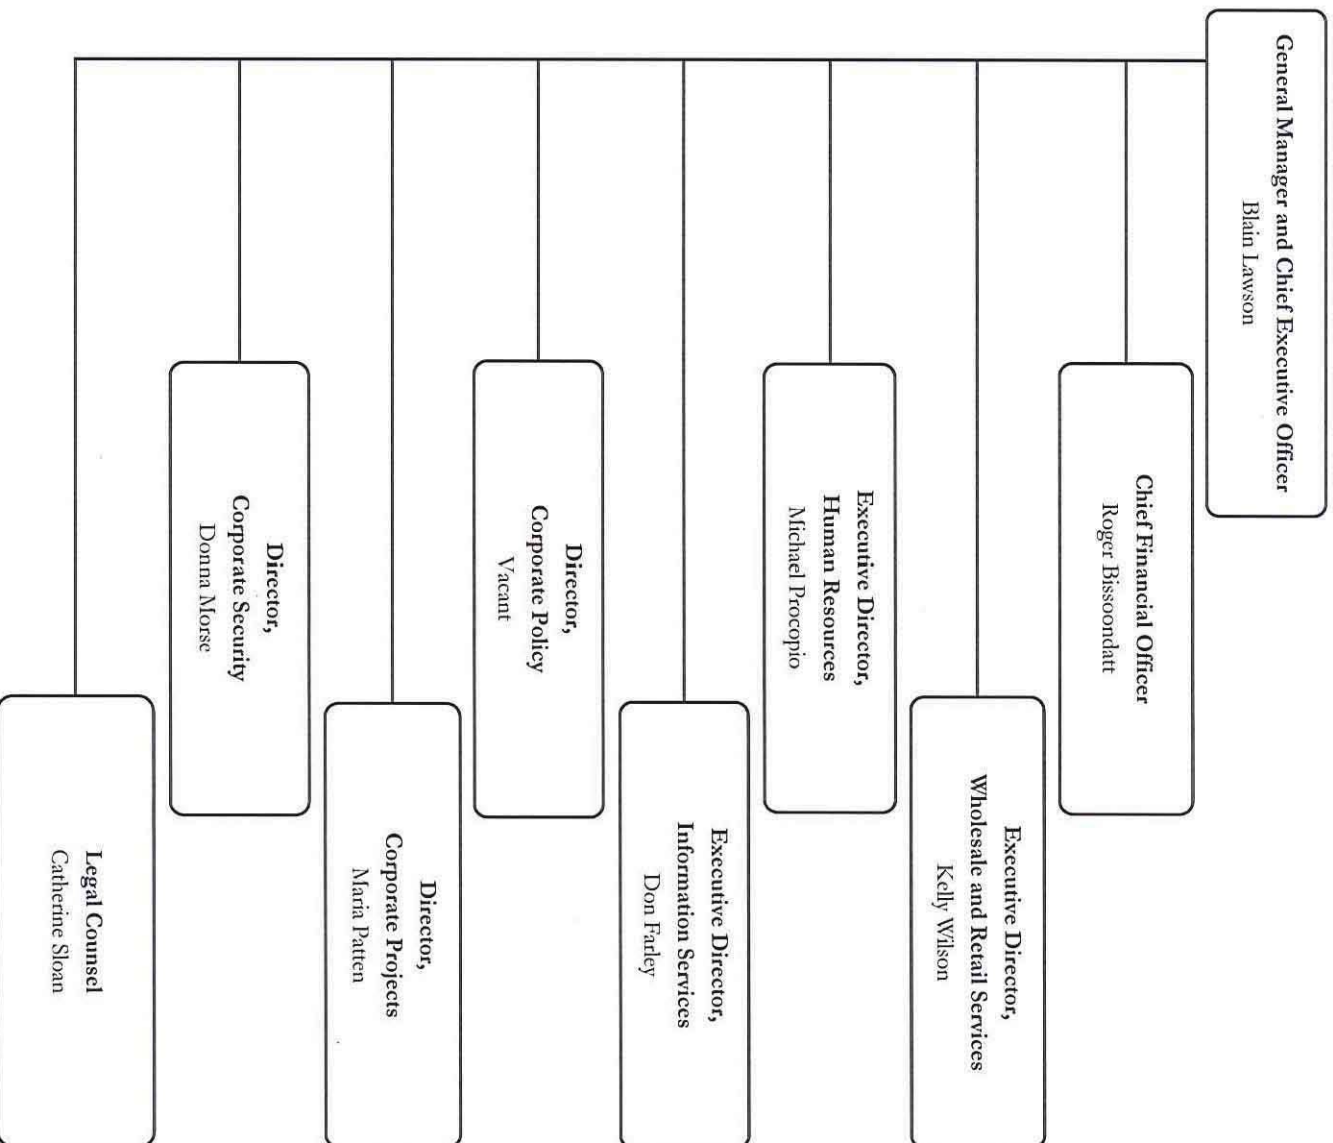 General Manager and Chief Executive Officer
Blain Lawson
Chief Financial Officer
Roger Bissoondatt
Executive Director,
Wholesale and Retail Services
Kelly Wilson
Executive Director,
Human Resources
Michael Procopio
Executive Director,
Information Services
Don Farley
Director,
Corporate Policy
Vacant
Director,
Corporate Projects
Maria Patten
Director,
Corporate Security
Donna Morse
Legal Counsel
Catherine Sloan